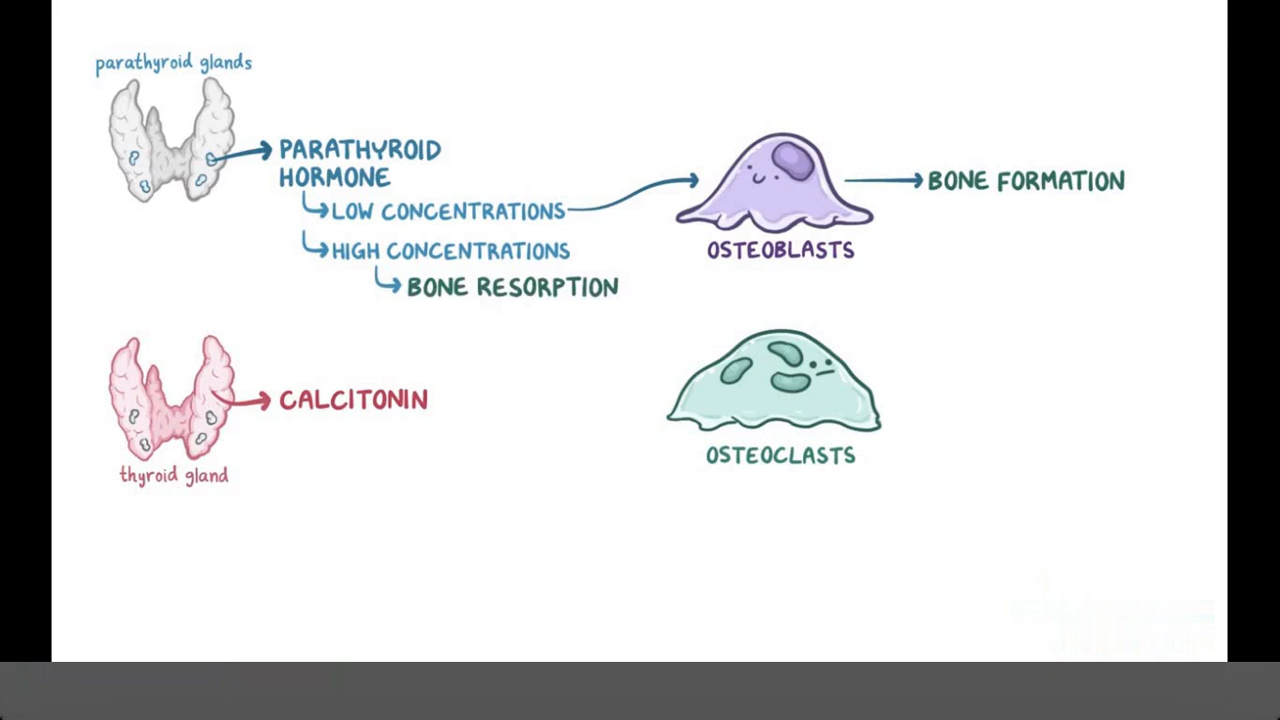 parathyroid glands
PARATHYROID
HORMONE
LOW CONCENTRATIONS
HIGH CONCENTRATIONS
BONE RESORPTION
OSTEOBLASTS
BONE FORMATION
CALCITONIN
thyroid gland
OSTEOCLASTS